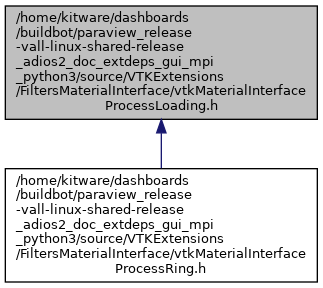 /home/kitware/dashboards
/buildbot/paraview_release
-vall-linux-shared-release
_adios2_doc_extdeps_gui_mpi
_python3/source/VTKExtensions
/FiltersMaterialInterface/vtkMaterialInterface
ProcessLoading.h
/home/kitware/dashboards
/buildbot/paraview_release
-vall-linux-shared-release
_adios2_doc_extdeps_gui_mpi
_python3/source/VTKExtensions
/FiltersMaterialInterface/vtkMaterialInterface
ProcessRing.h